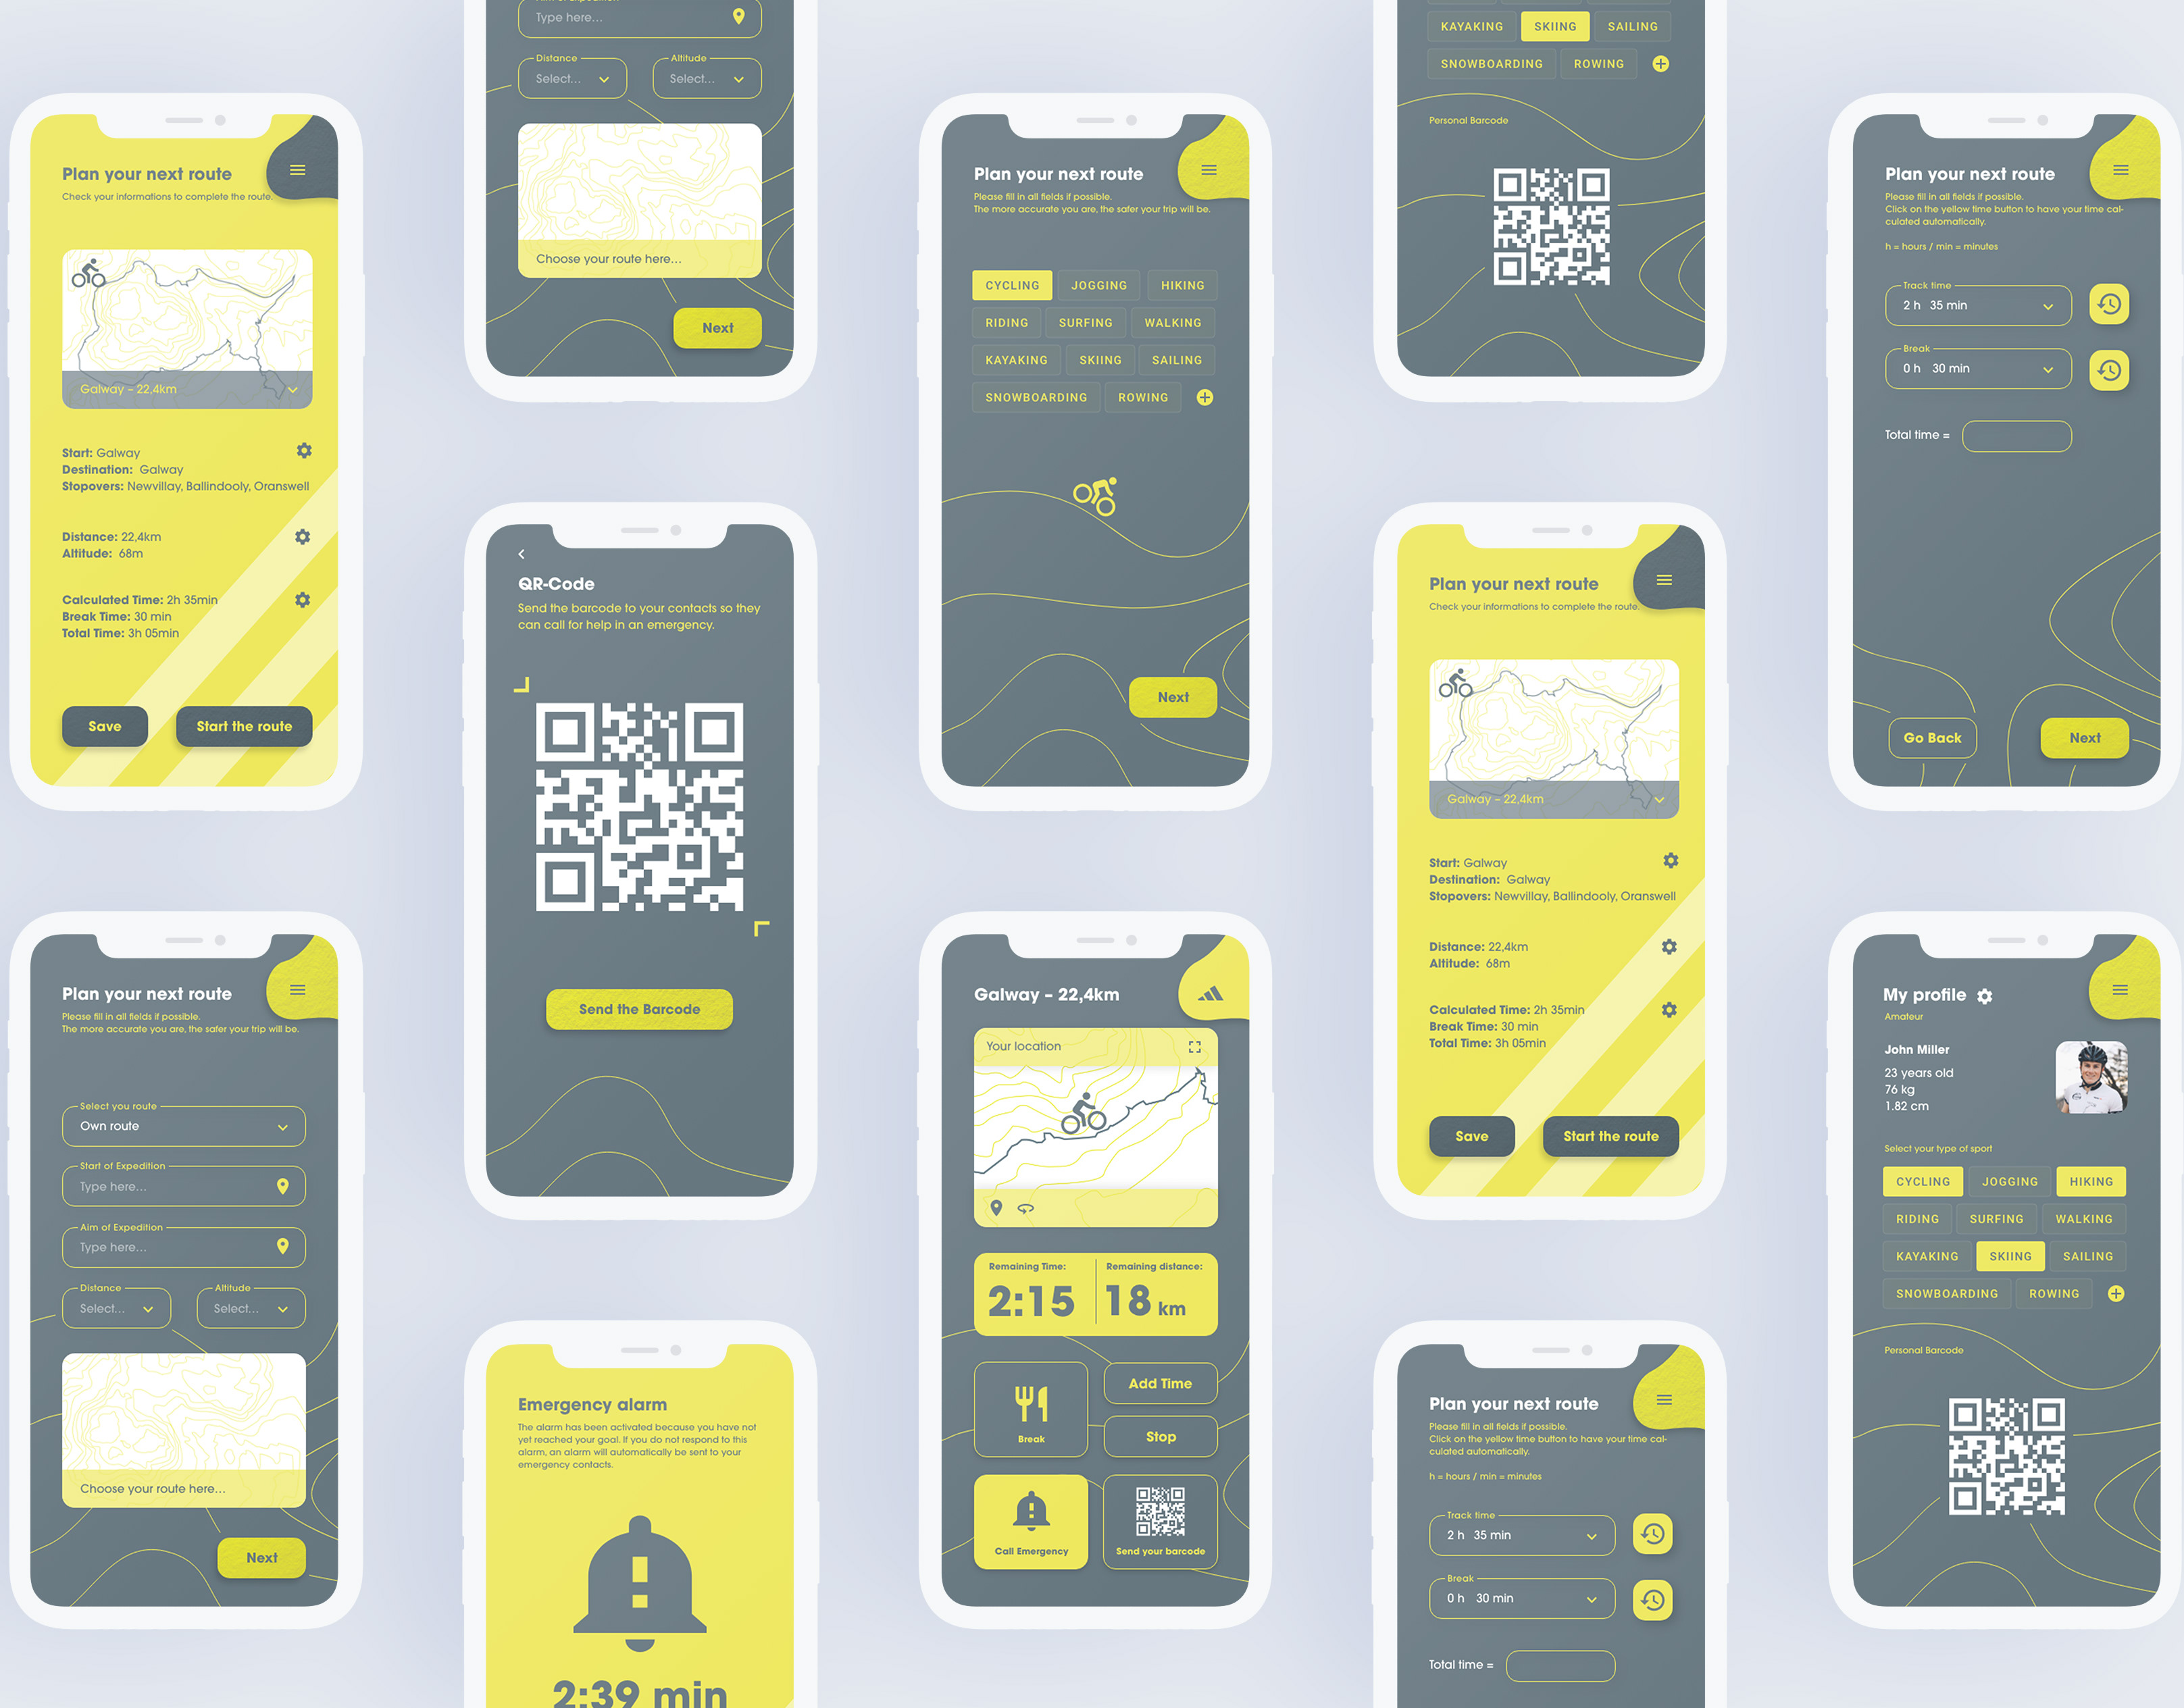 Plan your next route
Check your informations to complete the route.
Galway – 22,4km
Start: Galway
Destination: Galway
Stopovers: Newvillay, Ballindooly, Oranswell
Distance: 22,4km
Altitude: 68m
Calculated Time: 2h 35min
Break Time: 30 min
Total Time: 3h 05min
Save
Start the route
Plan your next route
Please fill in all fields if possible.
The more accurate you are, the safer your trip will be.
Select you route
Own route
Start of Expedition
Type here...
Aim of Expedition
Type here...
Distance
Altitude
Select...
Select...
Choose your route here...
Next
Type here...
Distance
Altitude
Select...
Select...
Choose your route here...
Next
QR-Code
Send the barcode to your contacts so they
can call for help in an emergency.
Send the Barcode
Emergency alarm
The alarm has been activated because you have not
yet reached your goal. If you do not respond to this
alarm, an alarm will automatically be sent to your
emergency contacts.
2:39 min
Plan your next route
Please fill in all fields if possible.
The more accurate you are, the safer your trip will be.
CYCLING JOGGING HIKING
RIDING SURFING WALKING
KAYAKING SKIING SAILING
SNOWBOARDING ROWING
Next
Galway – 22,4km
Your location
Remaining Time:
Remaining distance:
2:15
18 km
Break
Add Time
Stop
Call Emergency
Send your barcode
KAYAKING SKIING SAILING
SNOWBOARDING ROWING
Personal Barcode
Plan your next route
Check your informations to complete the route.
Galway – 22,4km
Start: Galway
Destination: Galway
Stopovers: Newvillay, Ballindooly, Oranswell
Distance: 22,4km
Altitude: 68m
Calculated Time: 2h 35min
Break Time: 30 min
Total Time: 3h 05min
Save
Start the route
Plan your next route
Please fill in all fields if possible.
Click on the yellow time button to have your time cal-
culated automatically.
h = hours / min = minutes
Track time
2 h 35 min
Break
0 h 30 min
Total time =
Plan your next route
Please fill in all fields if possible.
Click on the yellow time button to have your time cal-
culated automatically.
h = hours / min = minutes
Track time
2 h 35 min
Break
0 h 30 min
Total time =
Go Back
Next
My profile
Amateur
John Miller
23 years old
76 kg
1.82 cm
Select your type of sport
CYCLING JOGGING HIKING
RIDING SURFING WALKING
KAYAKING SKIING SAILING
SNOWBOARDING ROWING
Personal Barcode